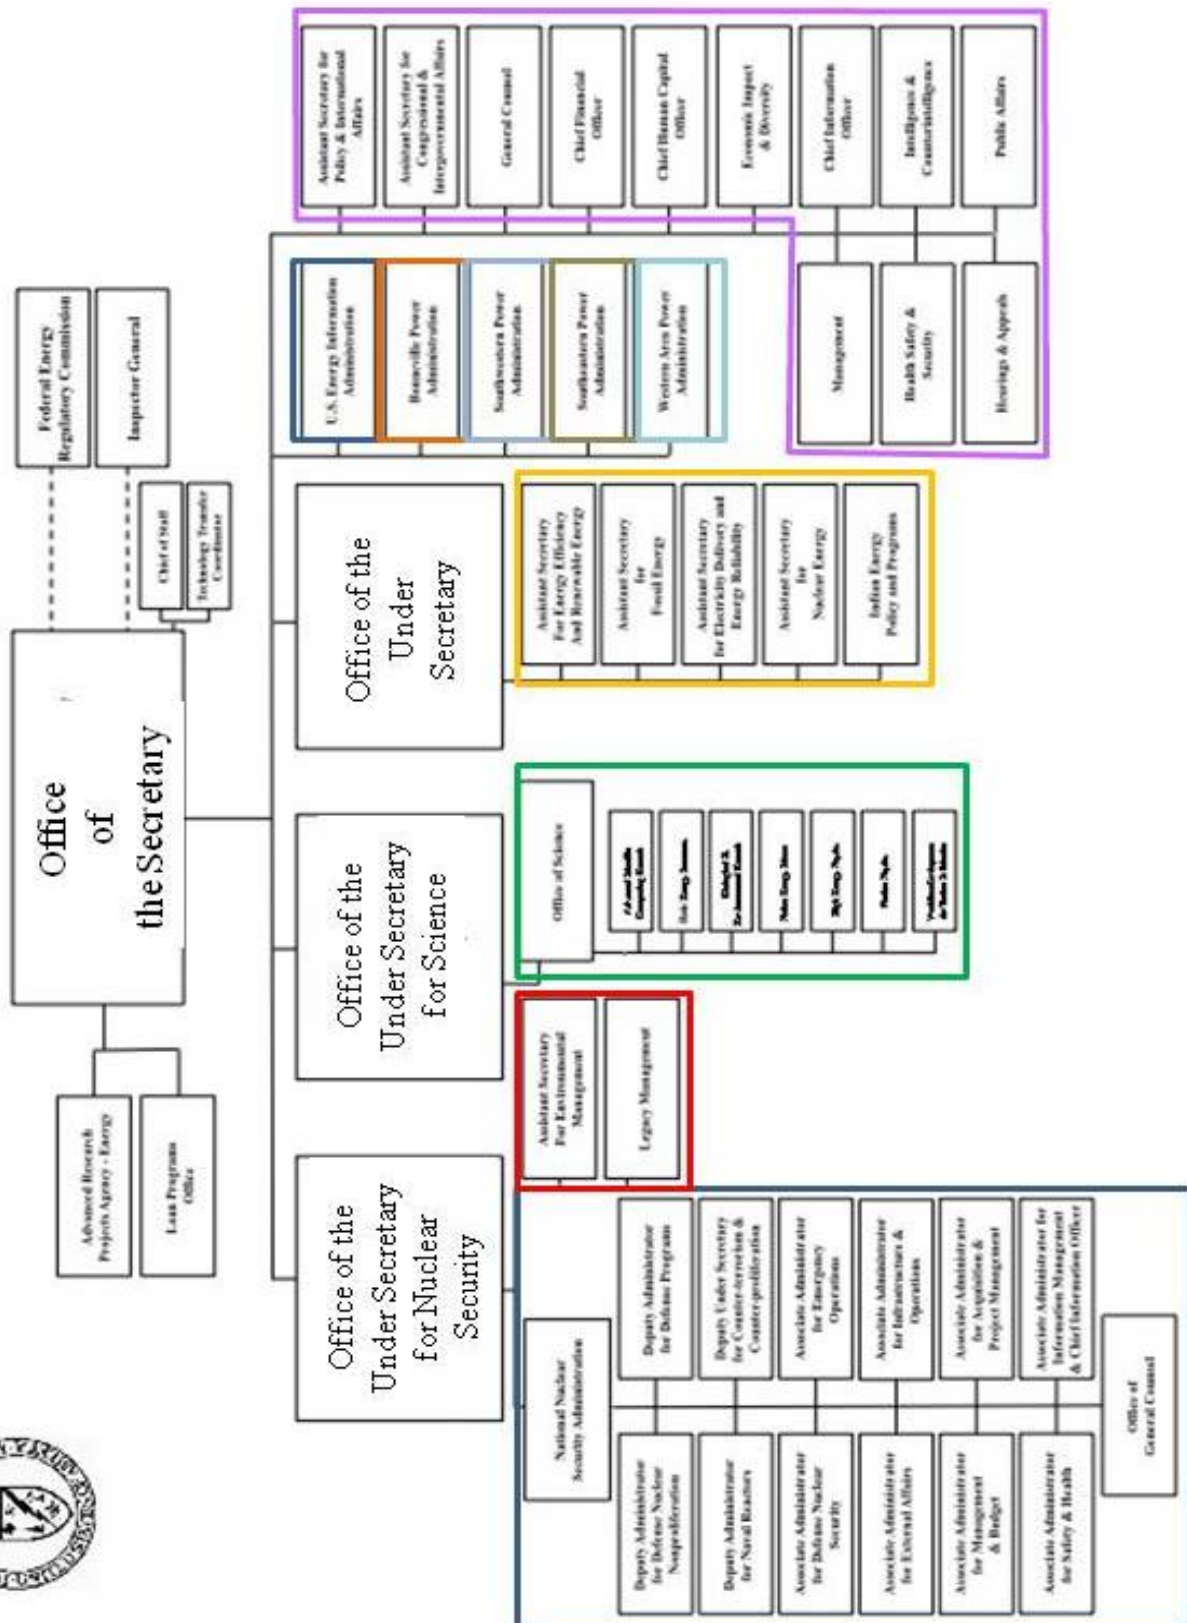 Office
of
the Secretary
Federal Energy
Regulatory Commission
Inspector General
Chief of Staff
Technology Transfer
Coordinator
Advanced Research
Projects Agency - Energy
Loan Programs
Office
Office of the
Under Secretary
for Nuclear
Security
Office of the
Under Secretary
for Science
Office of the
Under
Secretary
U.S. Energy Information
Administration
Bonneville Power
Administration
Southwestern Power
Administration
Southeastern Power
Administration
Western Area Power
Administration
Assistant Secretary for
Policy & International
Affairs
Assistant Secretary for
Congressional &
Intergovernmental Affairs
General Counsel
Chief Financial
Officer
Chief Human Capital
Officer
Economic Impact
& Diversity
Chief Information
Officer
Intelligence &
Counterintelligence
Public Affairs
Management
Health Safety &
Security
Hearings & Appeals
National Nuclear
Security Administration
Deputy Administrator
for Defense Nuclear
Nonproliferation
Deputy Administrator
for Defense Programs
Deputy Administrator
for Naval Reactors
Deputy Under Secretary
for Counter-terrorism &
Counter-proliferation
Associate Administrator
for Defense Nuclear
Security
Associate Administrator
for Emergency
Operations
Associate Administrator
for External Affairs
Associate Administrator
for Infrastructure &
Operations
Associate Administrator
for Management
& Budget
Associate Administrator
for Acquisition &
Project Management
Associate Administrator
for Safety & Health
Associate Administrator for
Information Management
& Chief Information Officer
Office of
General Counsel
Assistant Secretary
For Environmental
Management
Legacy Management
Office of Science
Assistant Secretary
For Energy Efficiency
And Renewable Energy
Assistant Secretary
for
Fossil Energy
Assistant Secretary
for Electricity Delivery and
Energy Reliability
Assistant Secretary
for
Nuclear Energy
Indian Energy
Policy and Programs